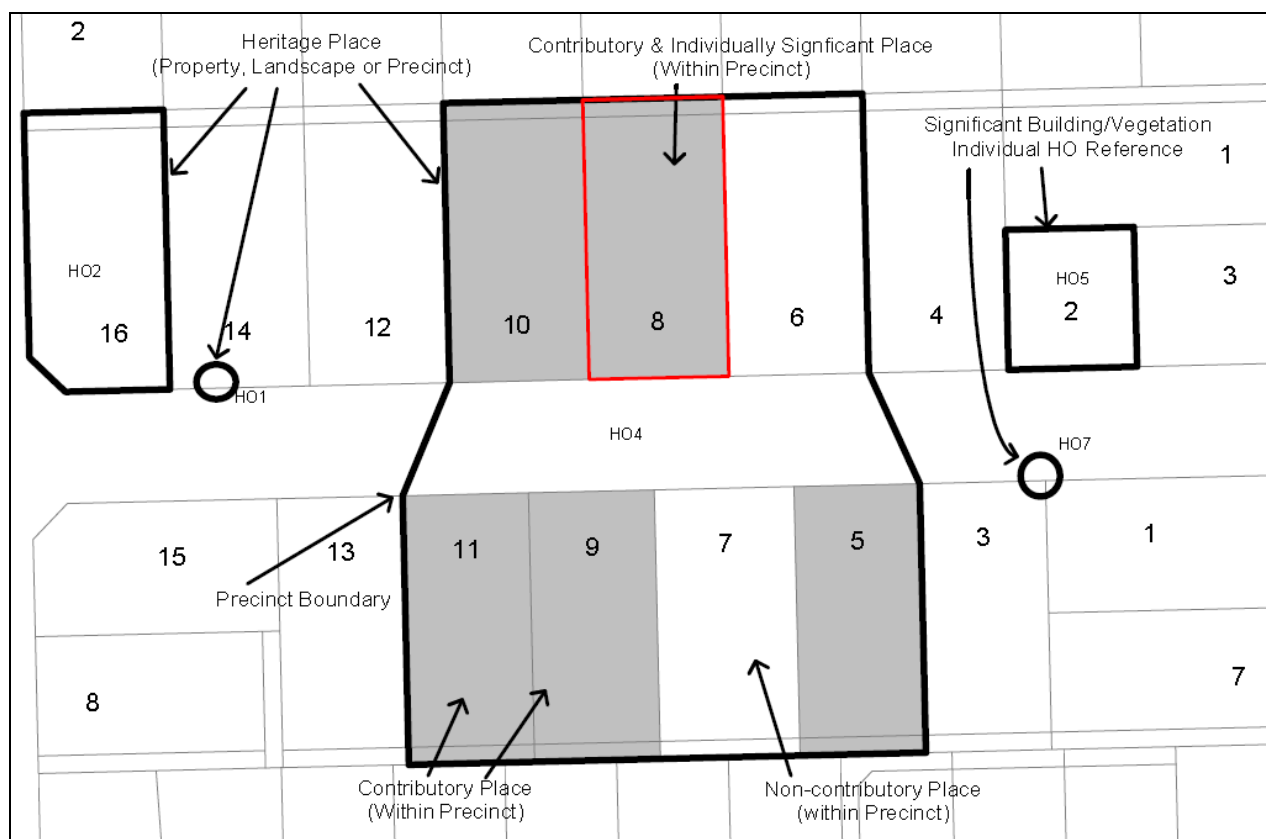 2
Heritage Place
(Property, Landscape or Precinct)
Contributory & Individually Signficant Place
(Within Precinct)
Significant Building/Vegetation
Individual HO Reference
1
HO2
16
14
HO1
12
10
8
6
4
HO5
2
3
HO4
HO7
15
13
11
9
7
5
3
1
Precinct Boundary
8
7
Contributory Place
(Within Precinct)
Non-contributory Place
(within Precinct)